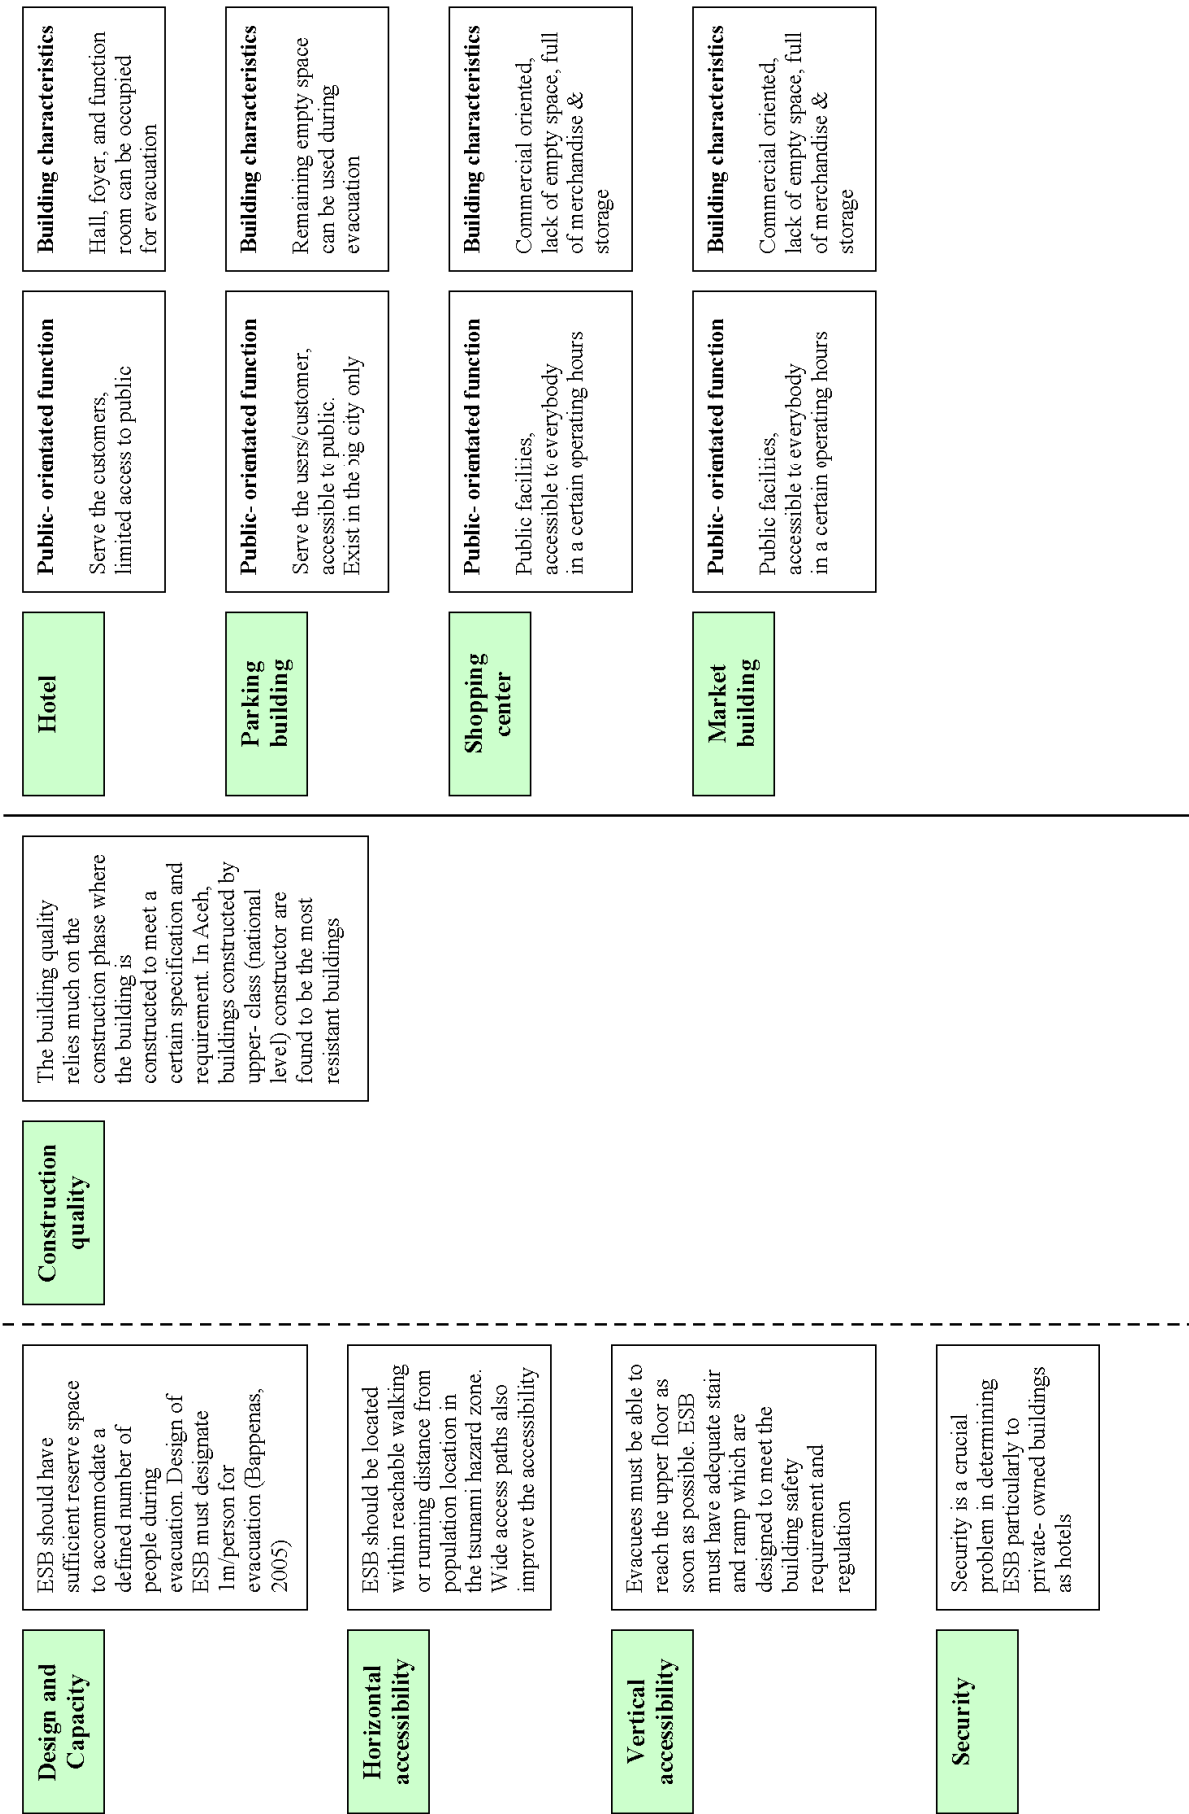 Design and
Capacity
ESB should have
sufficient reserve space
to accommodate a
defined number of
people during
evacuation. Design of
ESB must designate
1m/person for
evacuation (Bappenas,
2005)
Horizontal
accessibility
ESB should be located
within reachable walking
or running distance from
population location in
the tsunami hazard zone.
Wide access paths also
improve the accessibility
Vertical
accessibility
Evacuees must be able to
reach the upper floor as
soon as possible. ESB
must have adequate stair
and ramp which are
designed to meet the
building safety
requirement and
regulation
Security
Security is a crucial
problem in determining
ESB particularly to
private- owned buildings
as hotels
Construction
quality
The building quality
relies much on the
construction phase where
the building is
constructed to meet a
certain specification and
requirement. In Aceh,
buildings constructed by
upper- class (national
level) constructor are
found to be the most
resistant buildings
Hotel
Public- orientated function
Serve the customers,
limited access to public
Building characteristics
Hall, foyer, and function
room can be occupied
for evacuation
Parking
building
Public- orientated function
Serve the users/customer,
accessible to public.
Exist in the big city only
Building characteristics
Remaining empty space
can be used during
evacuation
Shopping
center
Public- orientated function
Public facilities,
accessible to everybody
in a certain operating hours
Building characteristics
Commercial oriented,
lack of empty space, full
of merchandise &
storage
Market
building
Public- orientated function
Public facilities,
accessible to everybody
in a certain operating hours
Building characteristics
Commercial oriented,
lack of empty space, full
of merchandise &
storage